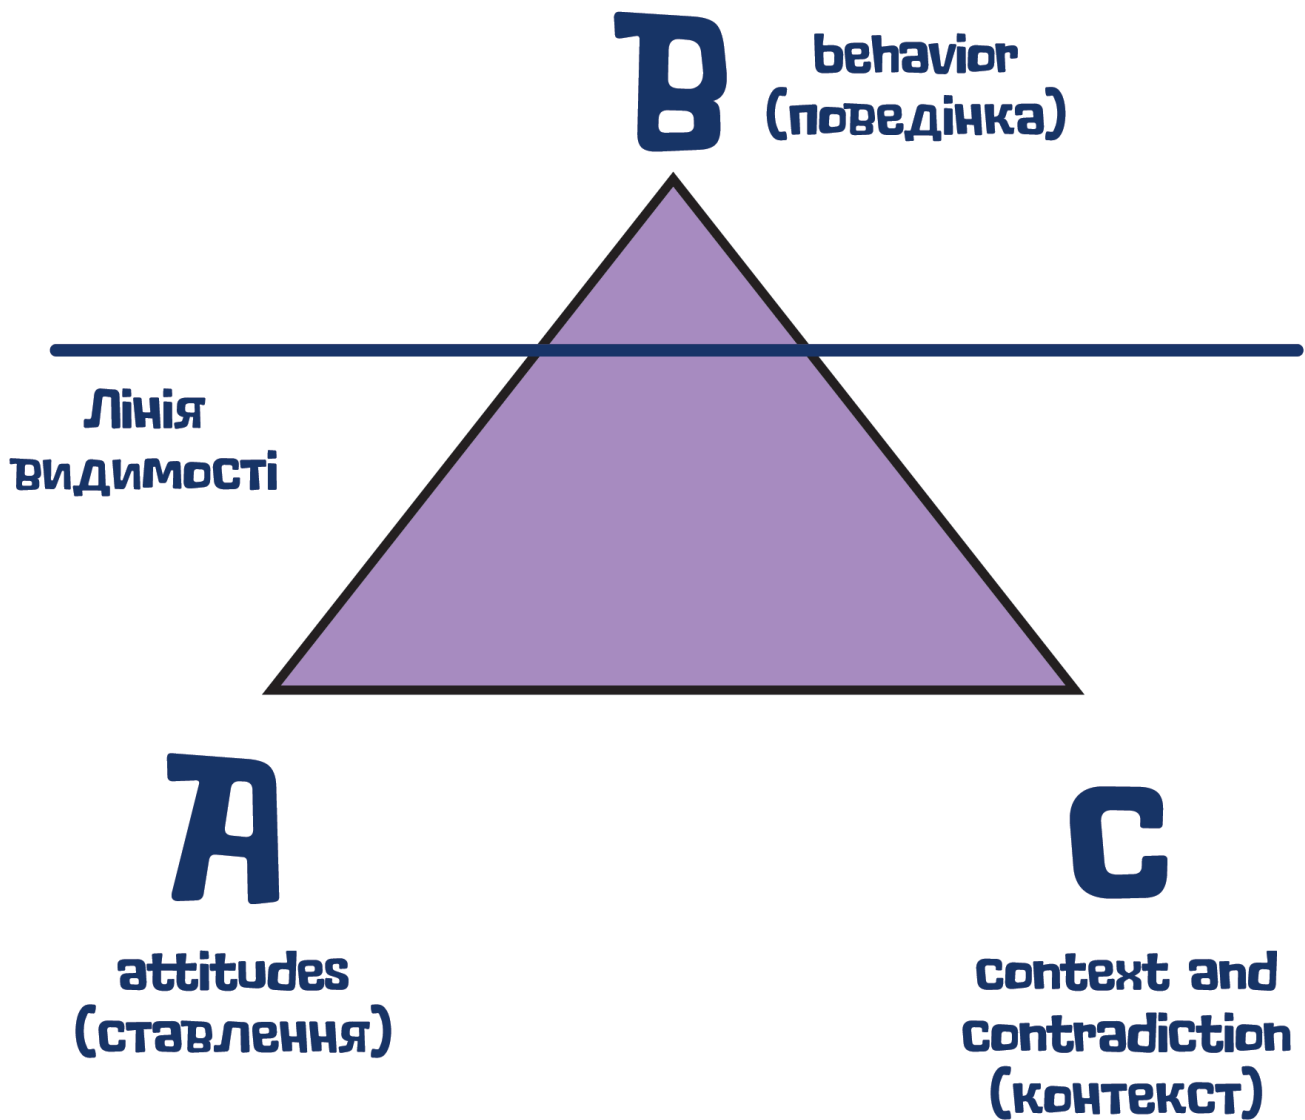 B
behavior
(поведінка)
Лінія
видимості
A
attitudes
(ставлення)
C
context and
contradiction
(контекст)